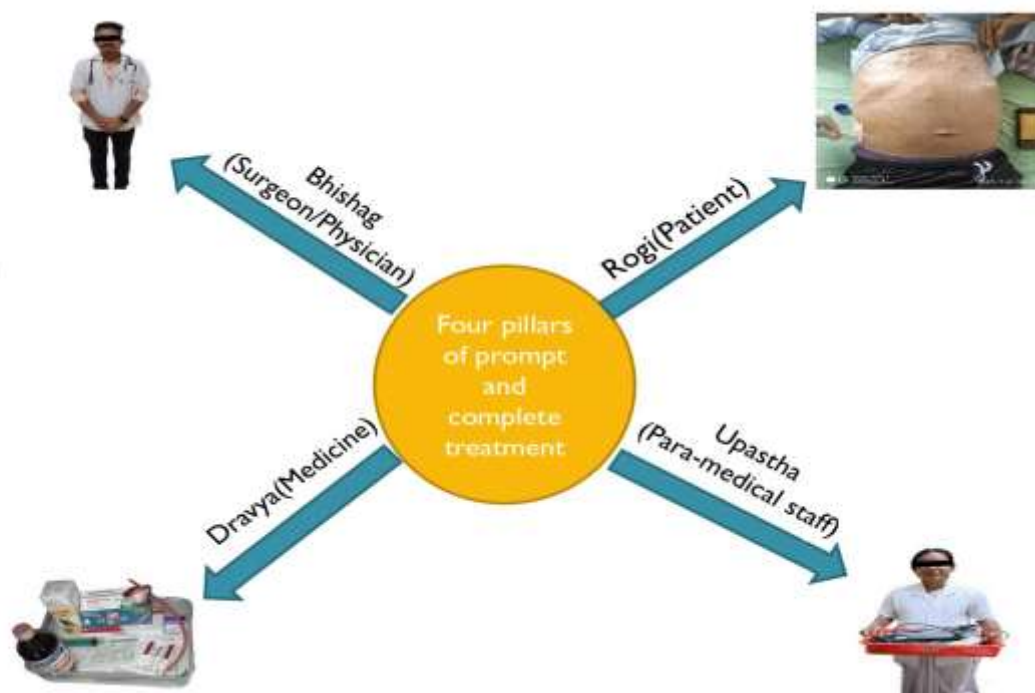 Bhishag
(Surgeon/Physician)
Rogi(Patient)
Four pillars
of prompt
and
complete
treatment
Dravya(Medicine)
Upastha
(Para-medical staff)